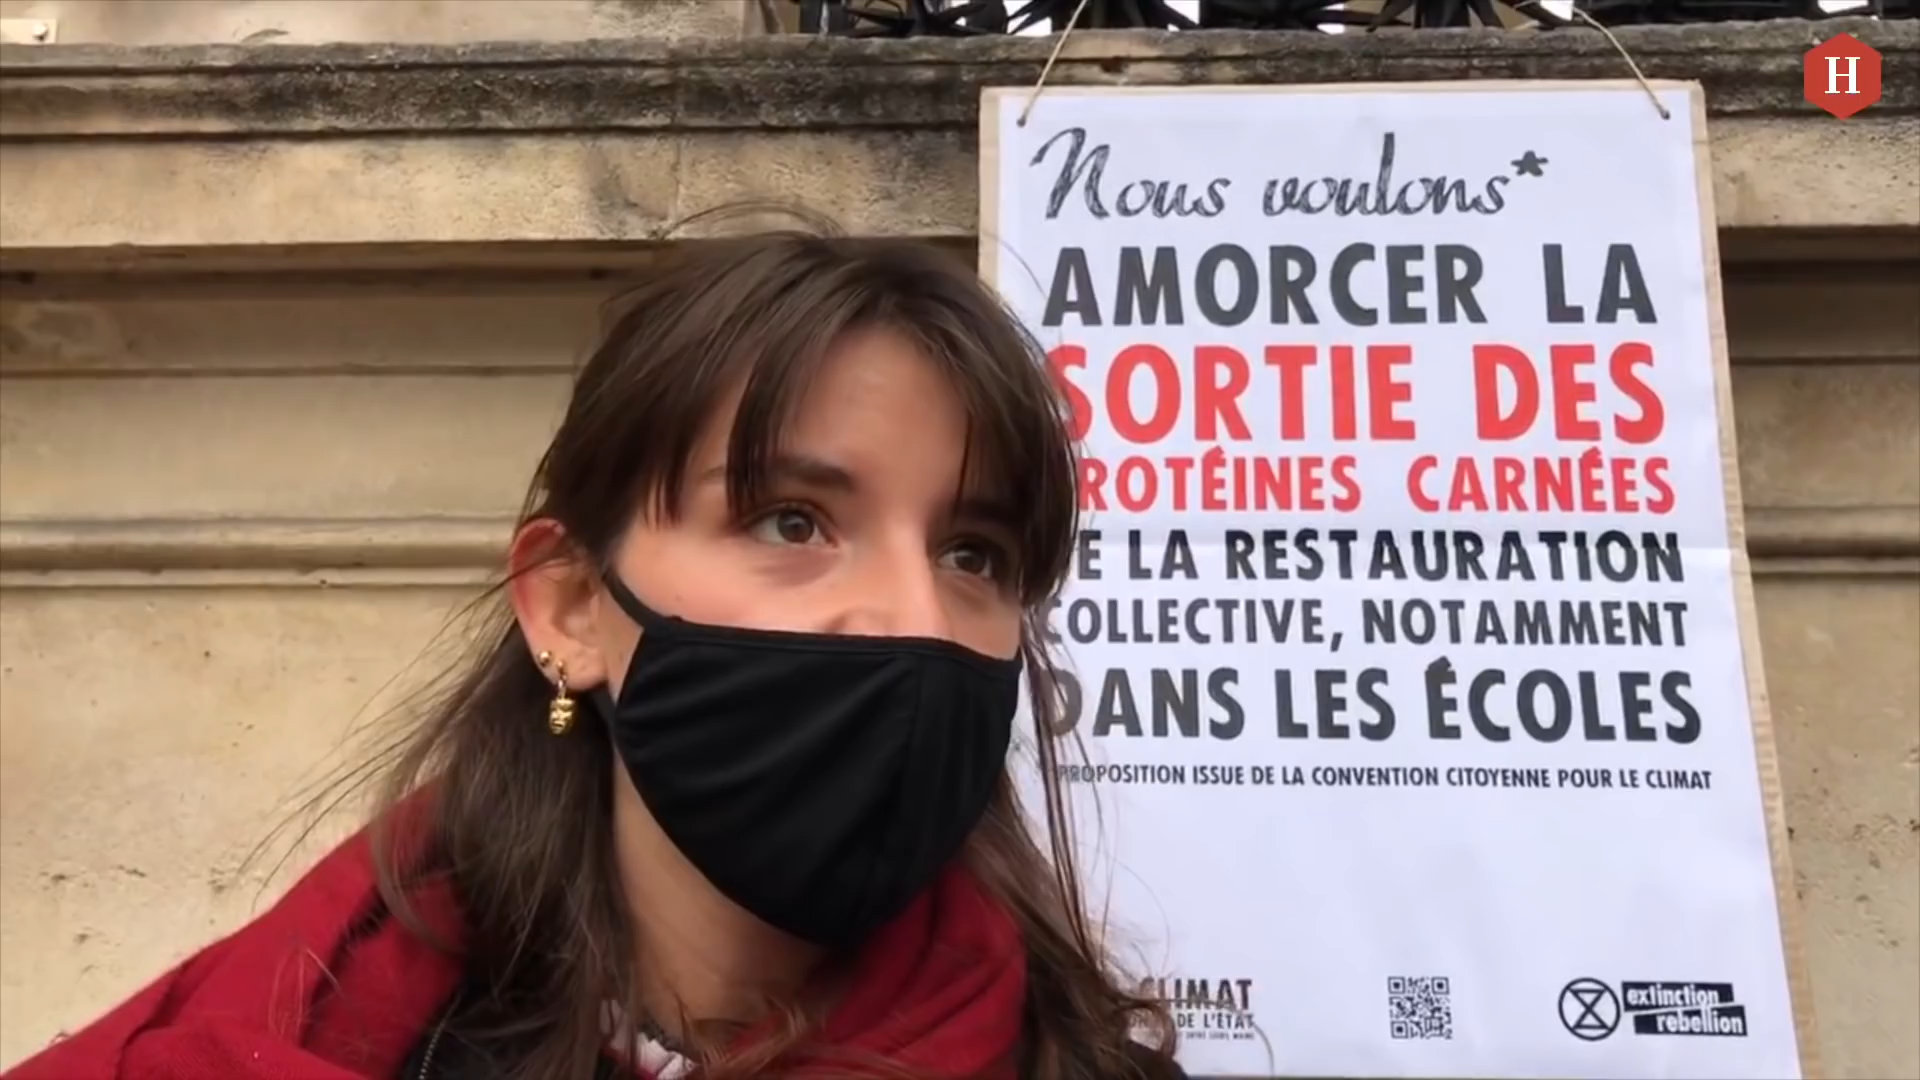 H
Nous voulons*
AMORCER LA
SORTIE DES
ROTÉINES CARNÉES
E LA RESTAURATION
COLLECTIVE, NOTAMMENT
DANS LES ÉCOLES
PROPOSITION ISSUE DE LA CONVENTION CITOYENNE POUR LE CLIMAT
CLIMAT
DE L'ÉTAT
extinction
rebellion